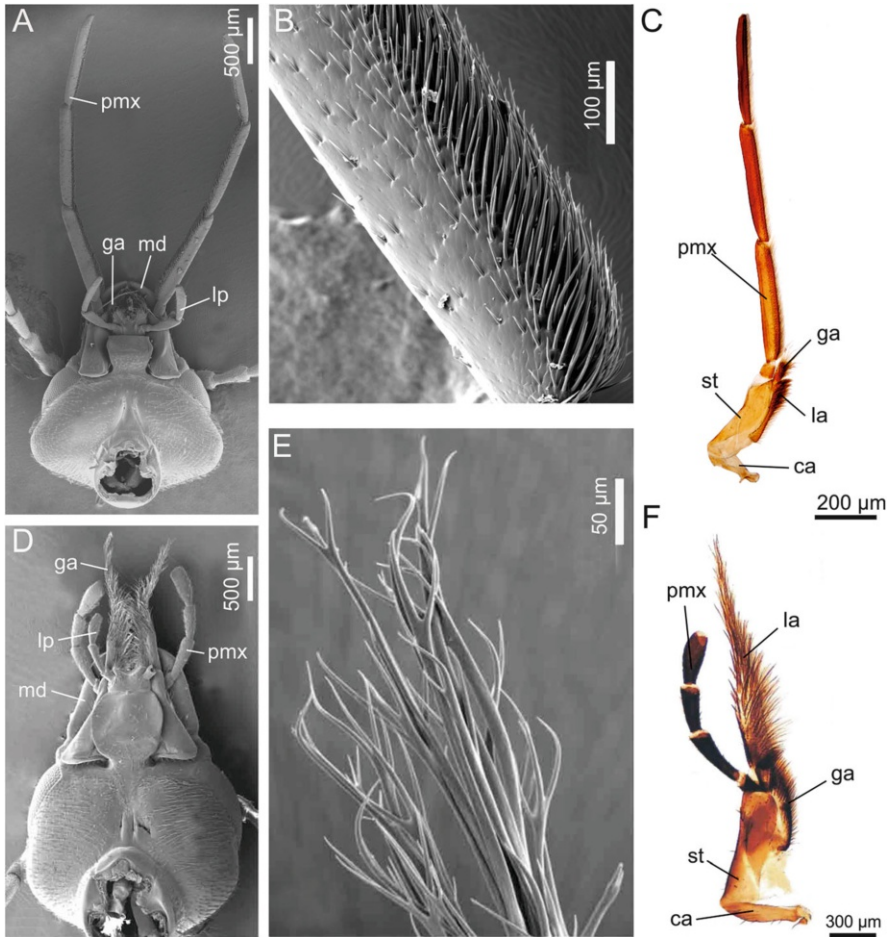 A
500 µm
pmx
ga
md
lp
B
100 µm
C
pmx
ga
st
la
ca
200 µm
D
500 µm
ga
lp
pmx
md
E
50 µm
F
pmx
la
ga
st
ca
300 µm